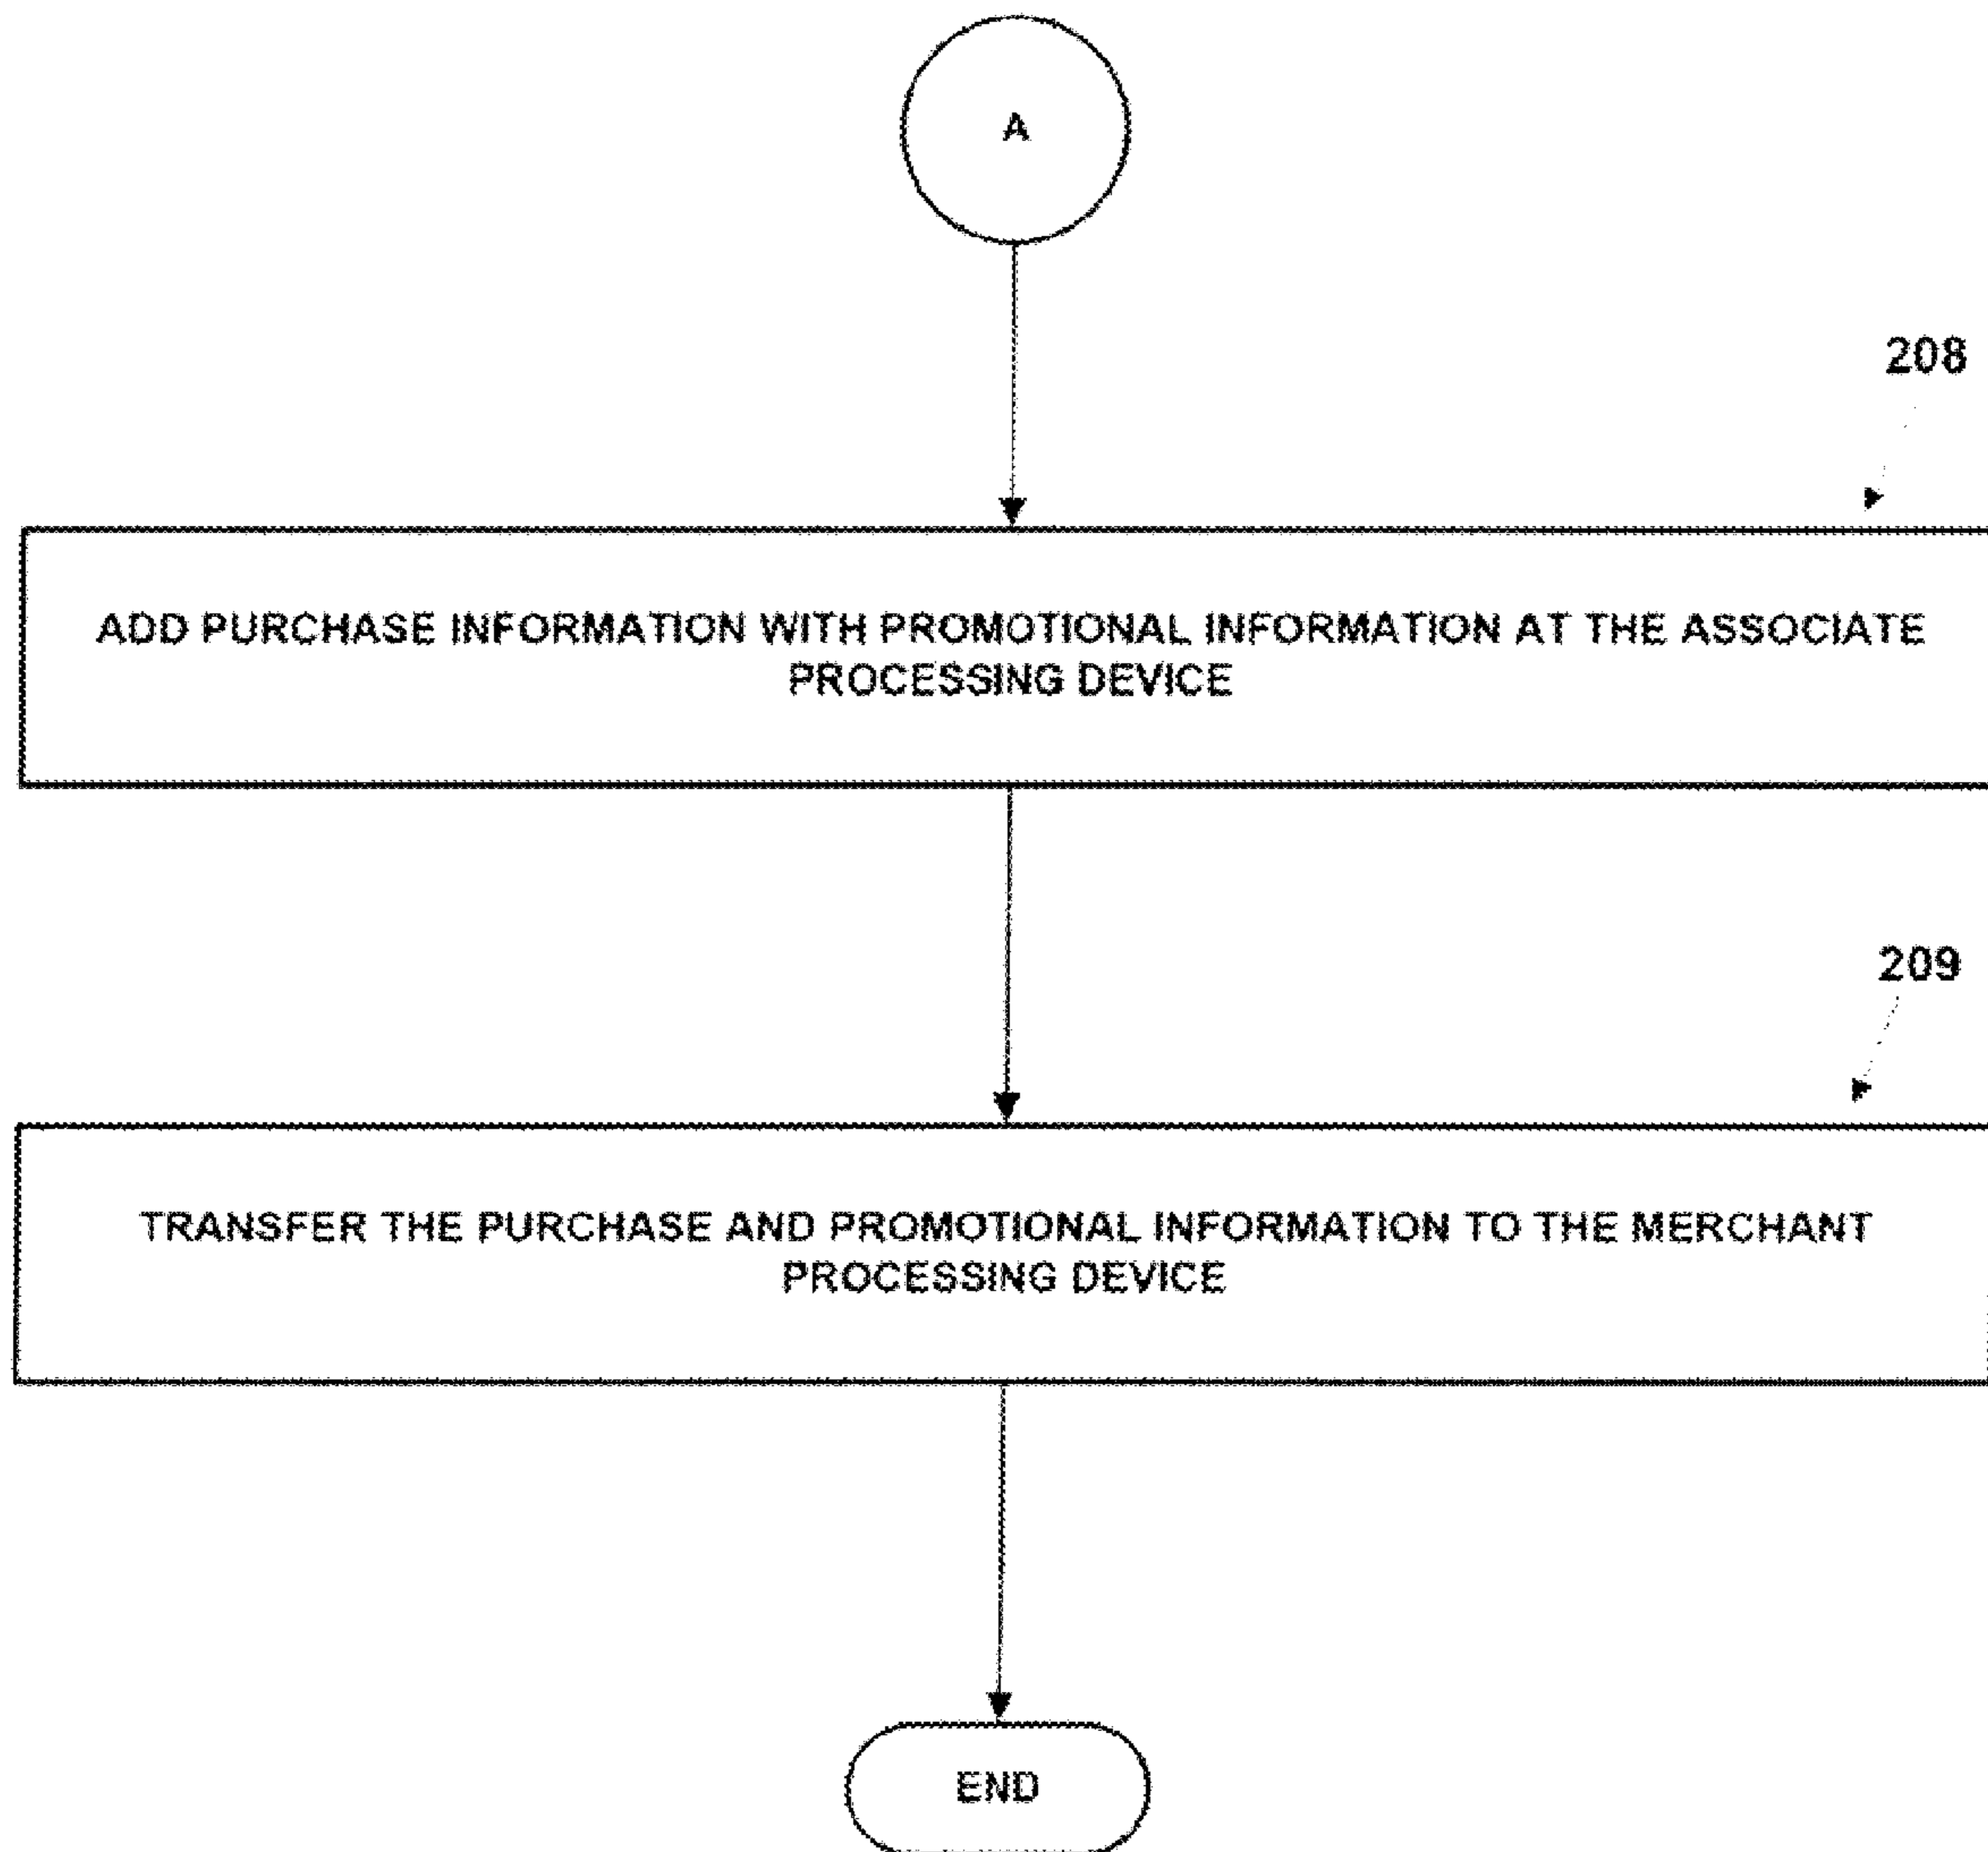 A
208
ADD PURCHASE INFORMATION WITH PROMOTIONAL INFORMATION AT THE ASSOCIATE
PROCESSING DEVICE
209
TRANSFER THE PURCHASE AND PROMOTIONAL INFORMATION TO THE MERCHANT
PROCESSING DEVICE
END